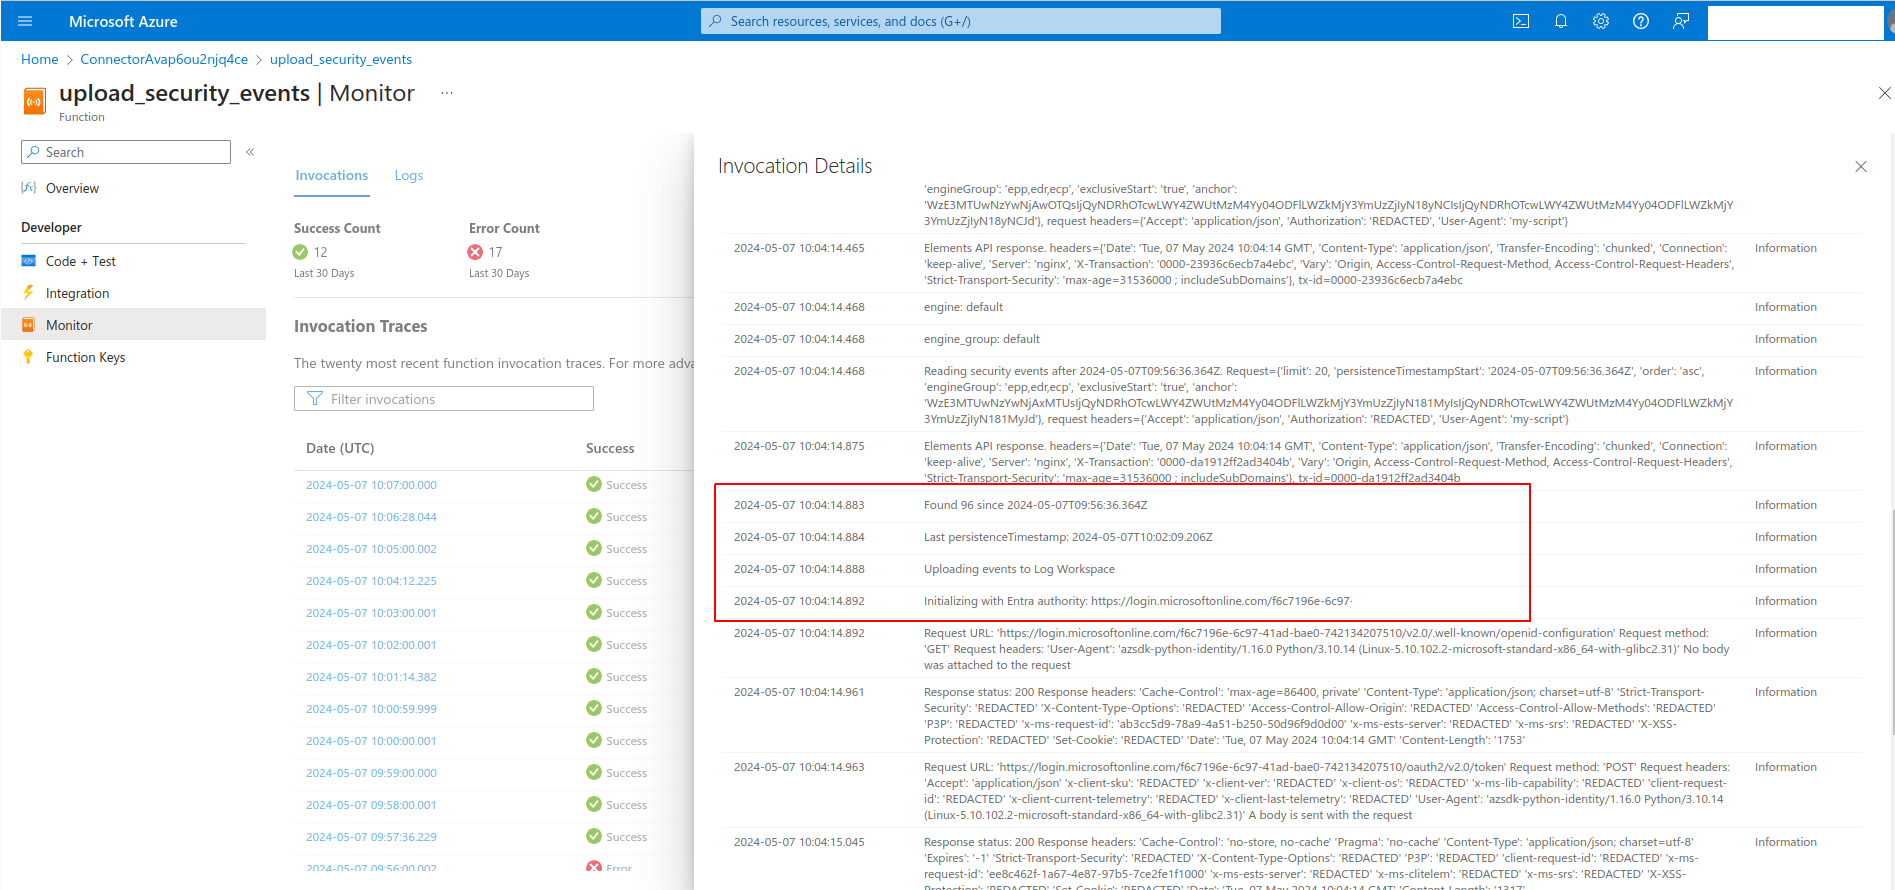 Microsoft Azure
Search resources, services, and docs (G+/)
Home > ConnectorAvap6ou2njq4ce > upload_security_events
upload_security_events | Monitor ...
Function
Search «
Overview
Developer
Code + Test
Integration
Monitor
Function Keys
Invocations Logs
Success Count Error Count
12 17
Last 30 Days Last 30 Days
Invocation Traces
The twenty most recent function invocation traces. For more adva
Filter invocations
Date (UTC) Success
2024-05-07 10:07:00.000 Success
2024-05-07 10:06:28.044 Success
2024-05-07 10:05:00.002 Success
2024-05-07 10:04:12.225 Success
2024-05-07 10:03:00.001 Success
2024-05-07 10:02:00.001 Success
2024-05-07 10:01:14.382 Success
2024-05-07 10:00:59.999 Success
2024-05-07 10:00:00.001 Success
2024-05-07 09:59:00.000 Success
2024-05-07 09:58:00.001 Success
2024-05-07 09:57:36.229 Success
2024-05-07 09:56:00.002 Error
Invocation Details
'engineGroup': 'epp,edr,ecp', 'exclusiveStart': 'true', 'anchor':
3YmUzZjIyN18yNCJd'}, request headers={'Accept': 'application/json', 'Authorization': 'REDACTED', 'User-Agent': 'my-script'}
2024-05-07 10:04:14.465 Elements API response. headers={'Date': 'Tue, 07 May 2024 10:04:14 GMT', 'Content-Type': 'application/json', 'Transfer-Encoding': 'chunked', 'Connection': Information
'keep-alive', 'Server': 'nginx', 'X-Transaction': '0000-23936c6ecb7a4ebc', 'Vary': 'Origin, Access-Control-Request-Method, Access-Control-Request-Headers',
'Strict-Transport-Security': 'max-age=31536000 ; includeSubDomains'}, tx-id=0000-23936c6ecb7a4ebc
2024-05-07 10:04:14.468 engine: default Information
2024-05-07 10:04:14.468 engine_group: default Information
2024-05-07 10:04:14.468 Reading security events after 2024-05-07T09:56:36.364Z. Request={'limit': 20, 'persistenceTimestampStart': '2024-05-07T09:56:36.364Z', 'order': 'asc', Information
'engineGroup': 'epp,edr,ecp', 'exclusiveStart': 'true', 'anchor':
3YmUzZjIyN181MyJd'}, request headers={'Accept': 'application/json', 'Authorization': 'REDACTED', 'User-Agent': 'my-script'}
2024-05-07 10:04:14.875 Elements API response. headers={'Date': 'Tue, 07 May 2024 10:04:14 GMT', 'Content-Type': 'application/json', 'Transfer-Encoding': 'chunked', 'Connection': Information
'keep-alive', 'Server': 'nginx', 'X-Transaction': '0000-da1912ff2ad3404b', 'Vary': 'Origin, Access-Control-Request-Method, Access-Control-Request-Headers',
'Strict-Transport-Security': 'max-age=31536000 ; includeSubDomains'}, tx-id=0000-da1912ff2ad3404b
2024-05-07 10:04:14.883 Found 96 since 2024-05-07T09:56:36.364Z Information
2024-05-07 10:04:14.884 Last persistenceTimestamp: 2024-05-07T10:02:09.206Z Information
2024-05-07 10:04:14.888 Uploading events to Log Workspace Information
2024-05-07 10:04:14.892 Initializing with Entra authority: https://login.microsoftonline.com/f6c7196e-6c97- Information
2024-05-07 10:04:14.892 Request URL: 'https://login.microsoftonline.com/f6c7196e-6c97-41ad-bae0-742134207510/v2.0/.well-known/openid-configuration' Request method: Information
'GET' Request headers: 'User-Agent': 'azsdk-python-identity/1.16.0 Python/3.10.14 (Linux-5.10.102.2-microsoft-standard-x86_64-with-glibc2.31)' No body
was attached to the request
2024-05-07 10:04:14.961 Response status: 200 Response headers: 'Cache-Control': 'max-age=86400, private' 'Content-Type': 'application/json; charset=utf-8' 'Strict-Transport- Information
Security': 'REDACTED' 'X-Content-Type-Options': 'REDACTED' 'Access-Control-Allow-Origin': 'REDACTED' 'Access-Control-Allow-Methods': 'REDACTED'
'P3P': 'REDACTED' 'x-ms-request-id': 'ab3cc5d9-78a9-4a51-b250-50d96f9d0d00' 'x-ms-ests-server': 'REDACTED' 'x-ms-srs': 'REDACTED' 'X-XSS-
Protection': 'REDACTED' 'Set-Cookie': 'REDACTED' 'Date': 'Tue, 07 May 2024 10:04:14 GMT' 'Content-Length': '1753'
2024-05-07 10:04:14.963 Request URL: 'https://login.microsoftonline.com/f6c7196e-6c97-41ad-bae0-742134207510/oauth2/v2.0/token' Request method: 'POST' Request headers: Information
'Accept': 'application/json' 'x-client-sku': 'REDACTED' 'x-client-ver': 'REDACTED' 'x-client-os': 'REDACTED' 'x-ms-lib-capability': 'REDACTED' 'client-request-
id': 'REDACTED' 'x-client-current-telemetry': 'REDACTED' 'x-client-last-telemetry': 'REDACTED' 'User-Agent': 'azsdk-python-identity/1.16.0 Python/3.10.14
(Linux-5.10.102.2-microsoft-standard-x86_64-with-glibc2.31)' A body is sent with the request
2024-05-07 10:04:15.045 Response status: 200 Response headers: 'Cache-Control': 'no-store, no-cache' 'Pragma': 'no-cache' 'Content-Type': 'application/json; charset=utf-8' Information
'Expires': '-1' 'Strict-Transport-Security': 'REDACTED' 'X-Content-Type-Options': 'REDACTED' 'P3P': 'REDACTED' 'client-request-id': 'REDACTED' 'x-ms-
request-id': 'ee8c462f-1a67-4e87-97b5-7ce2fe1f1000' 'x-ms-ests-server': 'REDACTED' 'x-ms-clitelem': 'REDACTED' 'x-ms-srs': 'REDACTED' 'X-XSS-
Protection': 'REDACTED' 'Set-Cookie': 'REDACTED' 'Date': 'Tue, 07 May 2024 10:04:14 GMT' 'Content-Length': '1317'